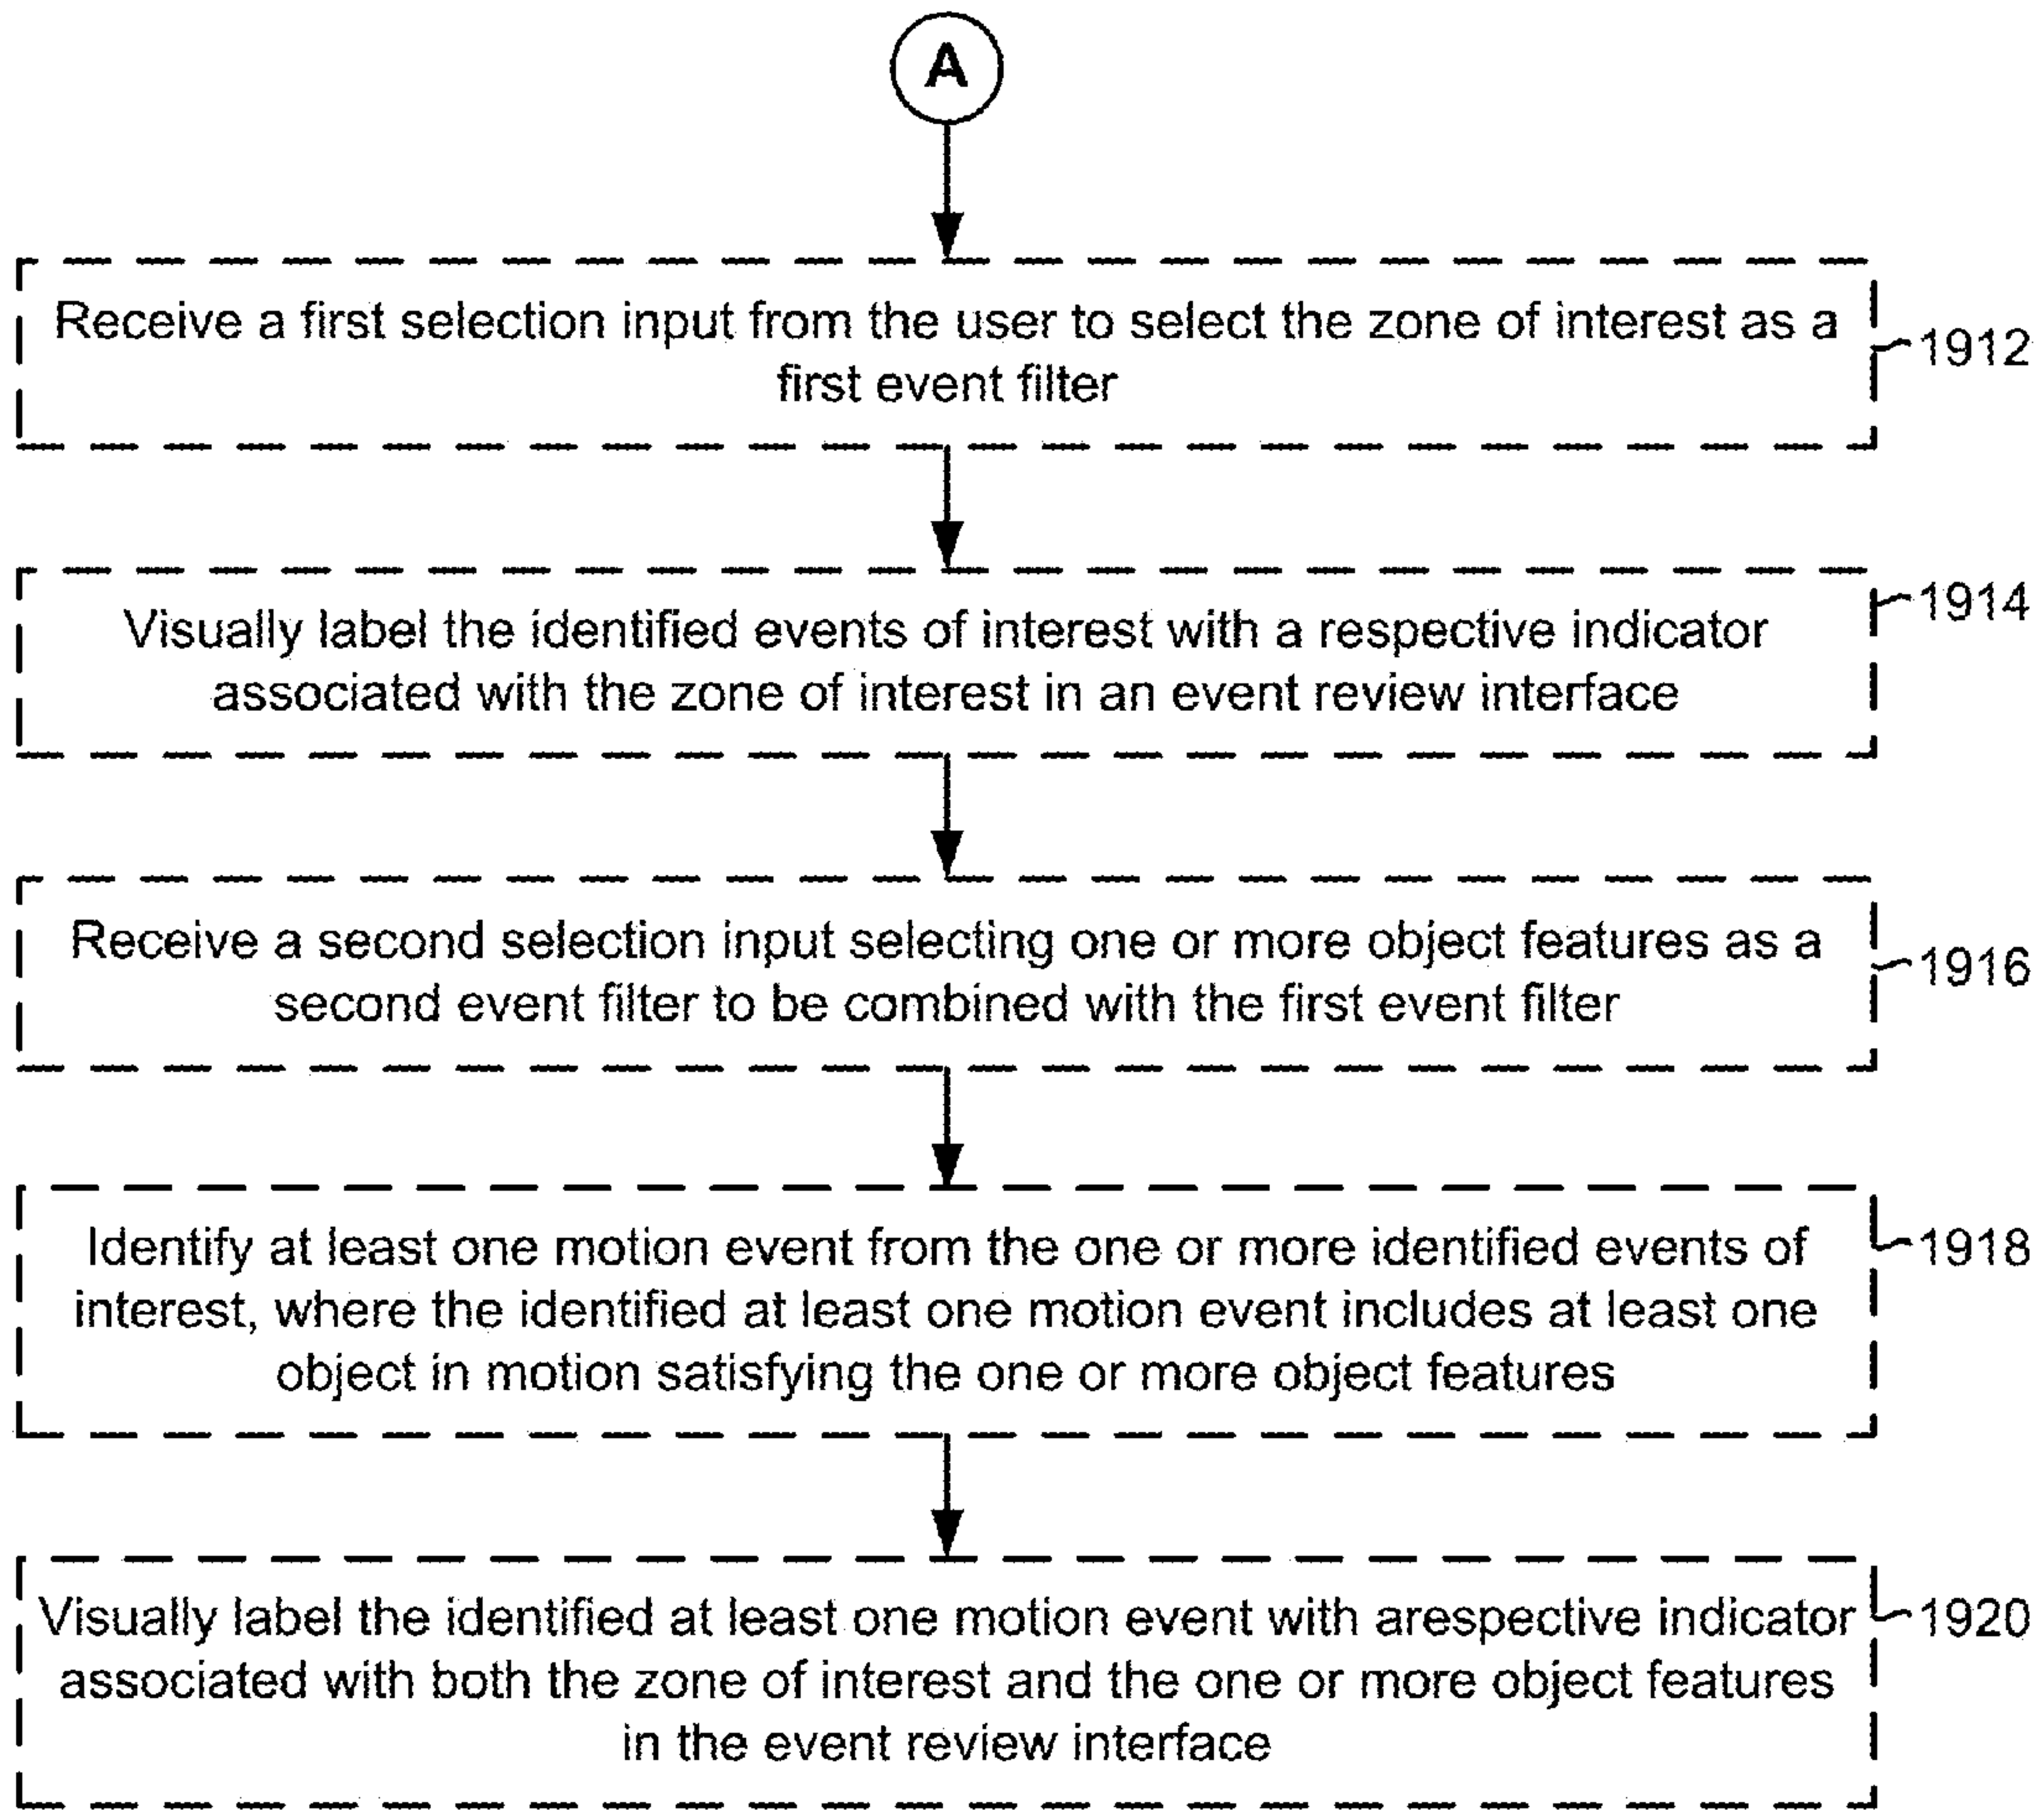 A
Receive a first selection input from the user to select the zone of interest as a
first event filter
1912
Visually label the identified events of interest with a respective indicator
associated with the zone of interest in an event review interface
1914
Receive a second selection input selecting one or more object features as a
second event filter to be combined with the first event filter
1916
Identify at least one motion event from the one or more identified events of
interest, where the identified at least one motion event includes at least one
object in motion satisfying the one or more object features
1918
Visually label the identified at least one motion event with arespective indicator
associated with both the zone of interest and the one or more object features
in the event review interface
1920